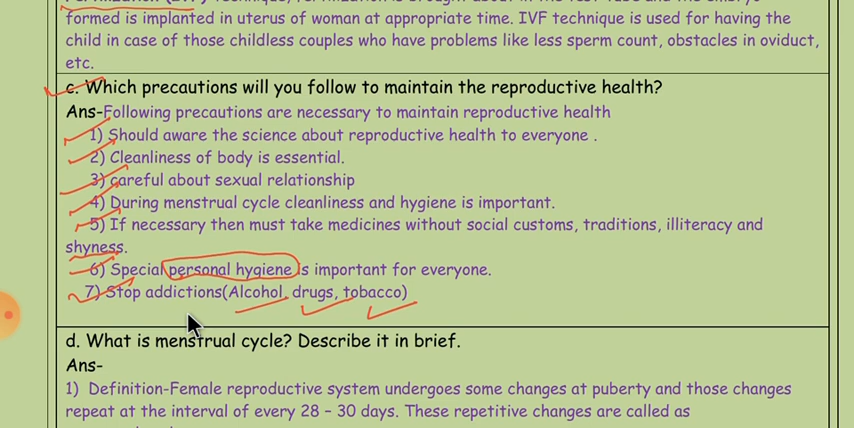 formed is implanted in uterus of woman at appropriate time. IVF technique is used for having the
child in case of those childless couples who have problems like less sperm count, obstacles in oviduct,
etc.
c. Which precautions will you follow to maintain the reproductive health?
Ans-Following precautions are necessary to maintain reproductive health
1) Should aware the science about reproductive health to everyone .
2) Cleanliness of body is essential.
3) careful about sexual relationship
4) During menstrual cycle cleanliness and hygiene is important.
5) If necessary then must take medicines without social customs, traditions, illiteracy and
shyness.
6) Special personal hygiene is important for everyone.
7) Stop addictions(Alcohol, drugs, tobacco)
d. What is menstrual cycle? Describe it in brief.
Ans-
1) Definition-Female reproductive system undergoes some changes at puberty and those changes
repeat at the interval of every 28 – 30 days. These repetitive changes are called as